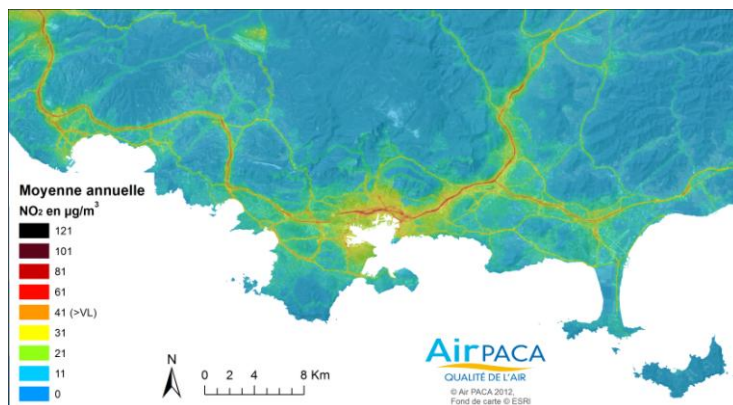 Moyenne annuelle
NO₂ en µg/m³
121
101
81
61
41 (>VL)
31
21
11
0
N
0 2 4 8 Km
AirPACA
QUALITÉ DE L'AIR
© Air PACA 2012,
Fond de carte © ESRI